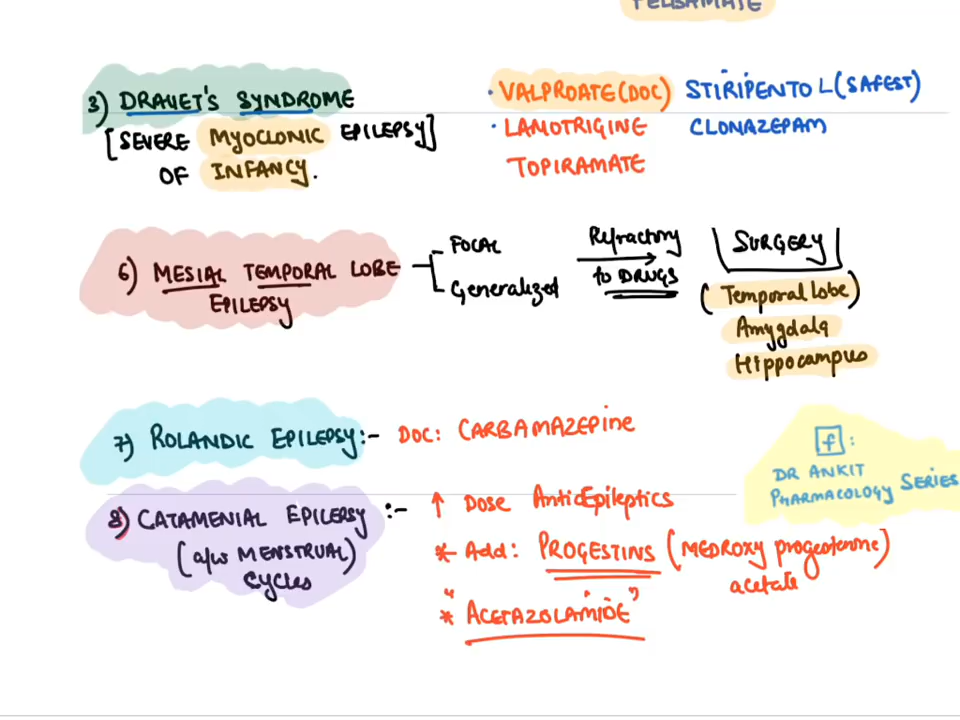 FELBAMATE
3) DRAVET'S SYNDROME
[SEVERE MYOCLONIC EPILEPSY]
OF INFANCY.
· VALPROATE (DOC) STIRIPENTOL (SAFEST)
· LAMOTRIGINE CLONAZEPAM
TOPIRAMATE
6) MESIAL TEMPORAL LOBE
EPILEPSY
FOCAL
Generalized
Refractory
to DRUGS
SURGERY
(Temporal lobe)
Amygdala
Hippocampus
7) ROLANDIC EPILEPSY:- DOC: CARBAMAZEPINE
f :
DR ANKIT
PHARMACOLOGY SERIES
8) CATAMENIAL EPILEPSY :- ↑ DOSE AntiEpileptics
(a/w MENSTRUAL)
Cycles
* Add: PROGESTINS (MEDROXY progesterone)
acetate
* "ACETAZOLAMIDE"